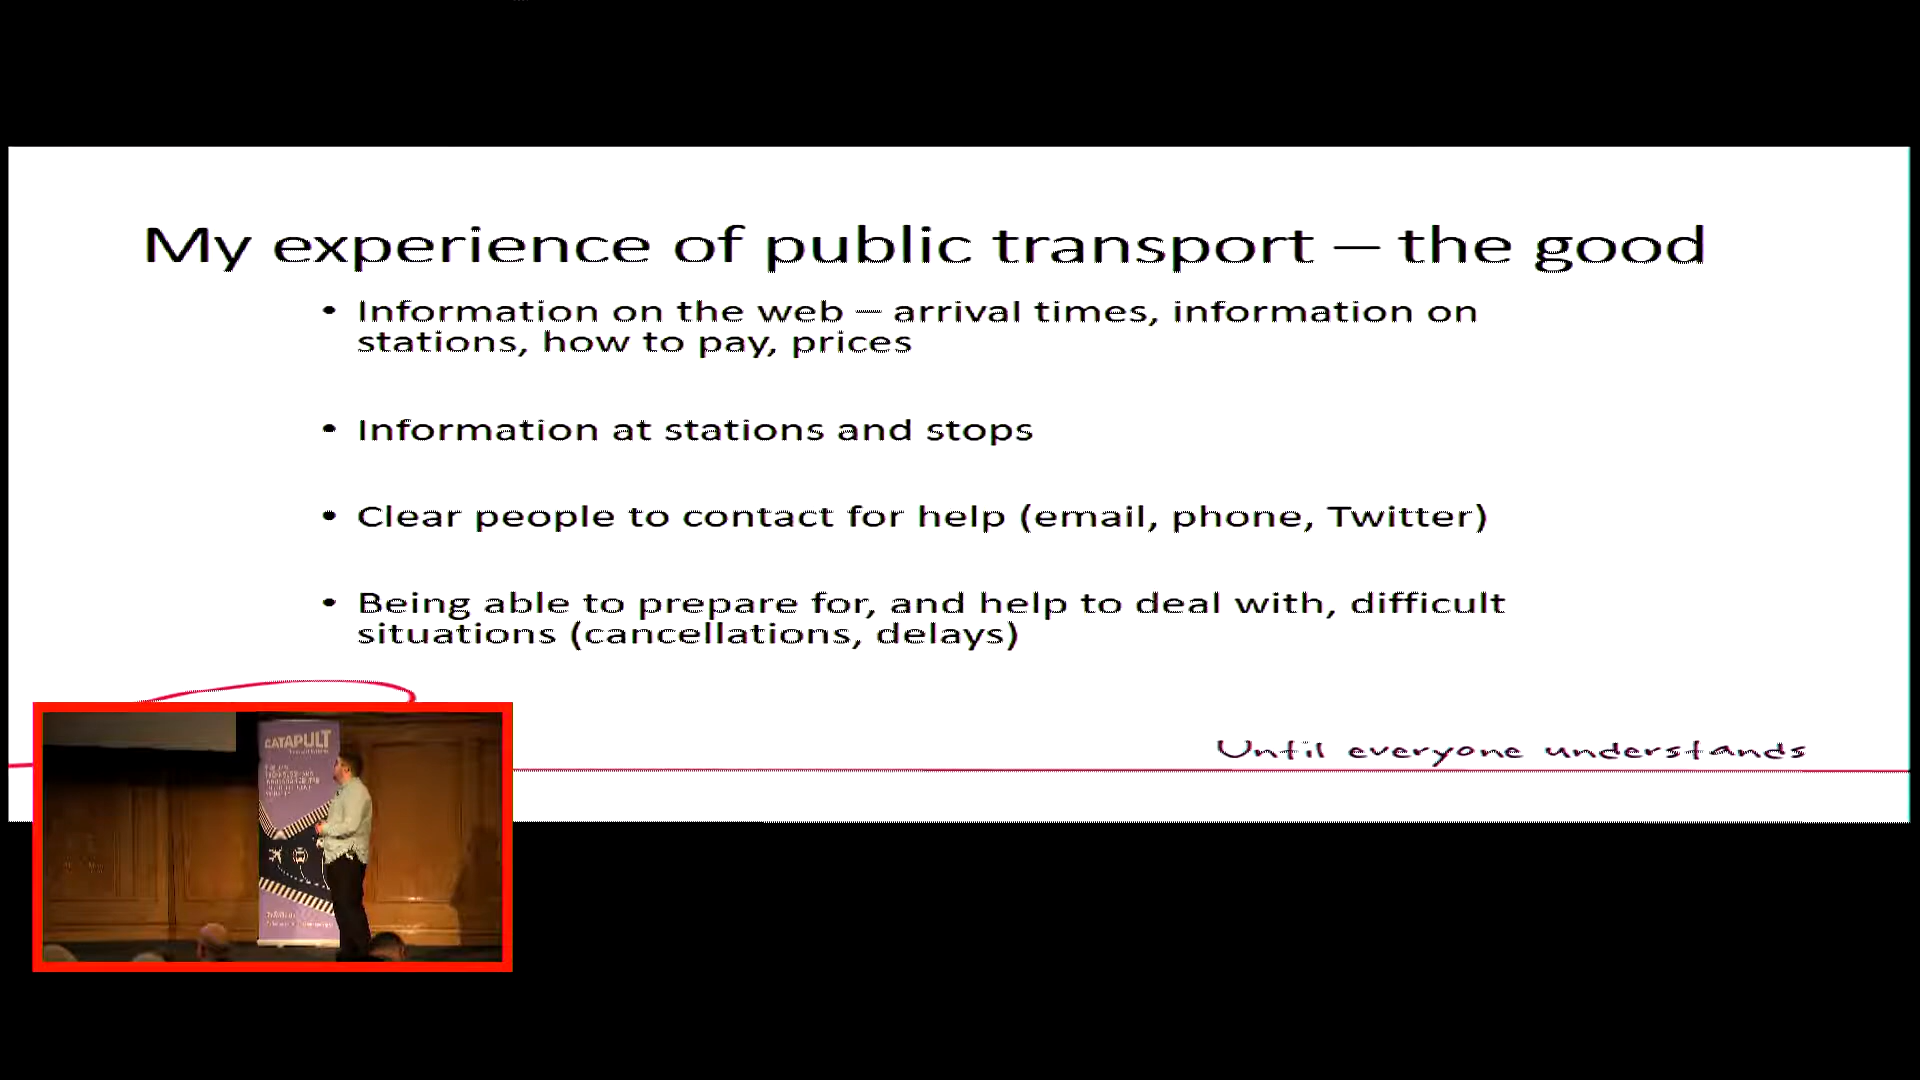 My experience of public transport – the good
• Information on the web – arrival times, information on
stations, how to pay, prices
• Information at stations and stops
• Clear people to contact for help (email, phone, Twitter)
• Being able to prepare for, and help to deal with, difficult
situations (cancellations, delays)
Until everyone understands
CATAPULT